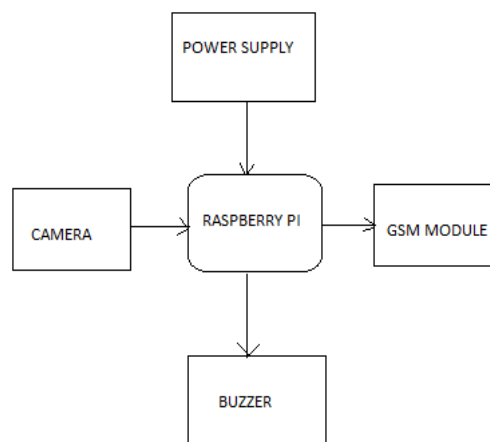 POWER SUPPLY
CAMERA
RASPBERRY PI
GSM MODULE
BUZZER